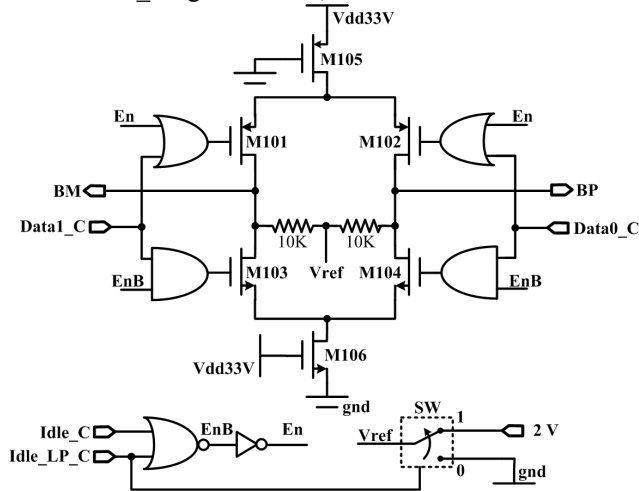 Vdd33V
M105
En
En
M101
M102
BM
BP
Data1_C
Data0_C
10K
10K
EnB
M103
Vref
M104
EnB
Vdd33V
M106
gnd
SW
Idle_C
EnB
En
Vref
1
2 V
Idle_LP_C
0
gnd